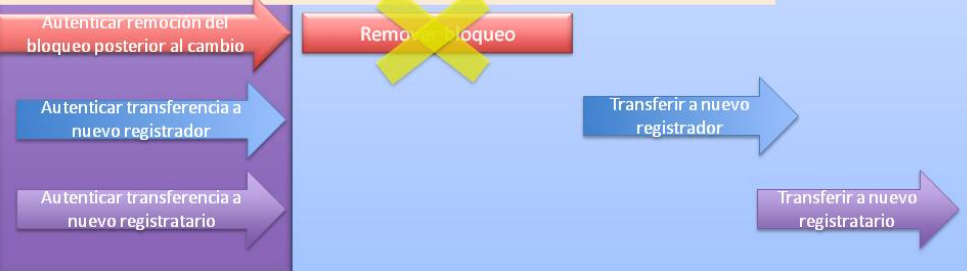 Autenticar remoción del
bloqueo posterior al cambio
Remover bloqueo
Autenticar transferencia a
nuevo registrador
Transferir a nuevo
registrador
Autenticar transferencia a
nuevo registratario
Transferir a nuevo
registratario